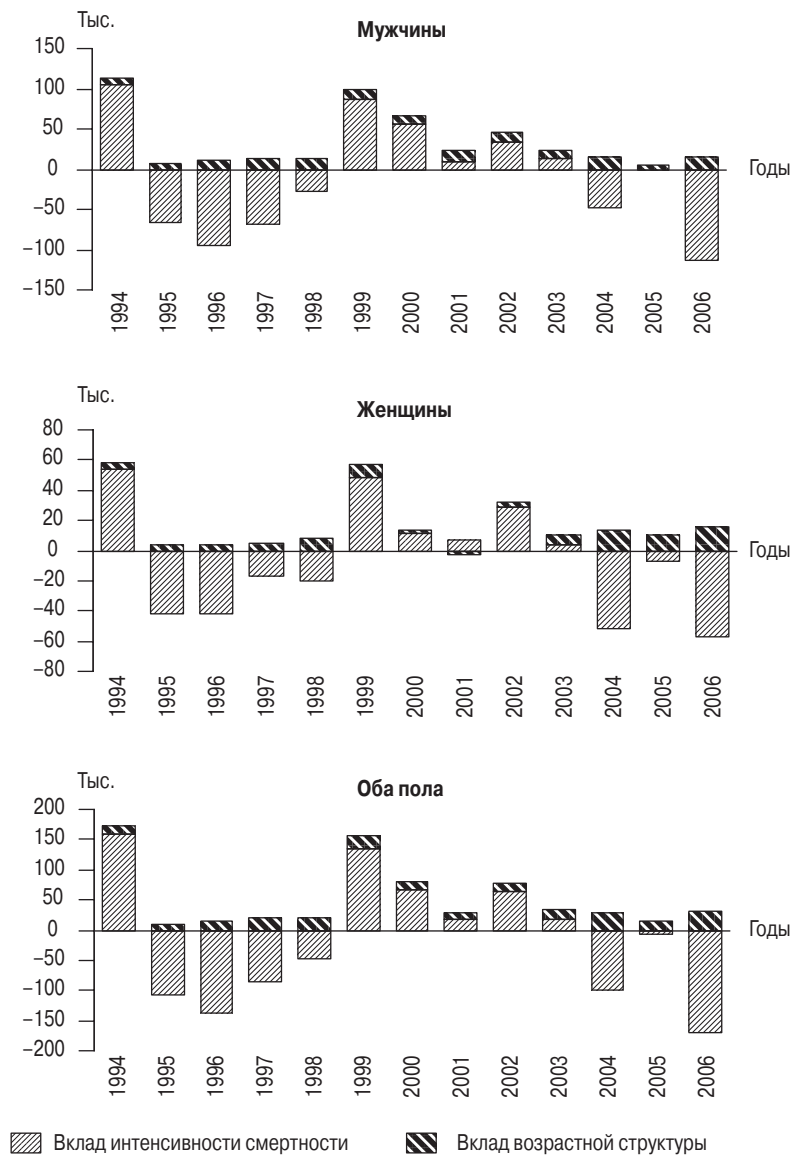 Тыс.
Мужчины
150
100
50
0
–50
–100
–150
Годы
1994 1995 1996 1997 1998 1999 2000 2001 2002 2003 2004 2005 2006
Тыс.
Женщины
80
60
40
20
0
–20
–40
–60
–80
Годы
1994 1995 1996 1997 1998 1999 2000 2001 2002 2003 2004 2005 2006
Тыс.
Оба пола
200
150
100
50
0
–50
–100
–150
–200
Годы
1994 1995 1996 1997 1998 1999 2000 2001 2002 2003 2004 2005 2006
Вклад интенсивности смертности Вклад возрастной структуры